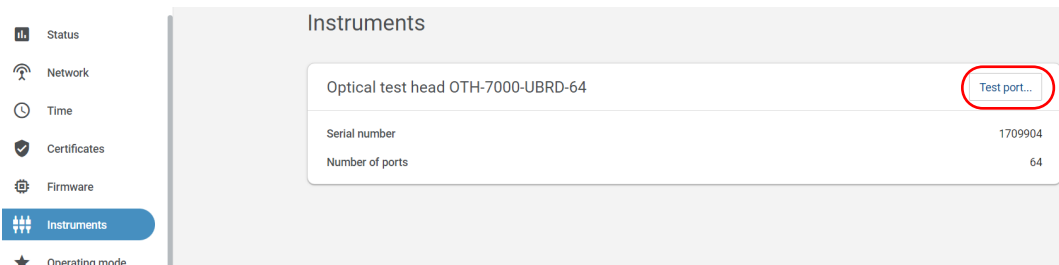 Status
Network
Time
Certificates
Firmware
Instruments
Operating mode
Instruments
Optical test head OTH-7000-UBRD-64
Test port...
Serial number 1709904
Number of ports 64